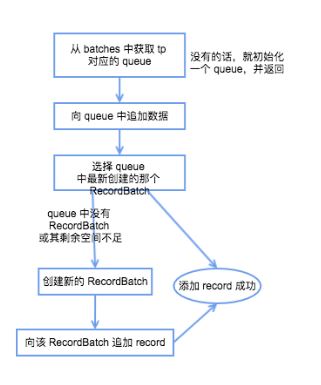 从 batches 中获取 tp
对应的 queue
没有的话，就初始化
一个 queue，并返回
向 queue 中追加数据
选择 queue
中最新创建的那个
RecordBatch
queue 中没有
RecordBatch
或其剩余空间不足
创建新的 RecordBatch
添加 record 成功
向该 RecordBatch 追加 record